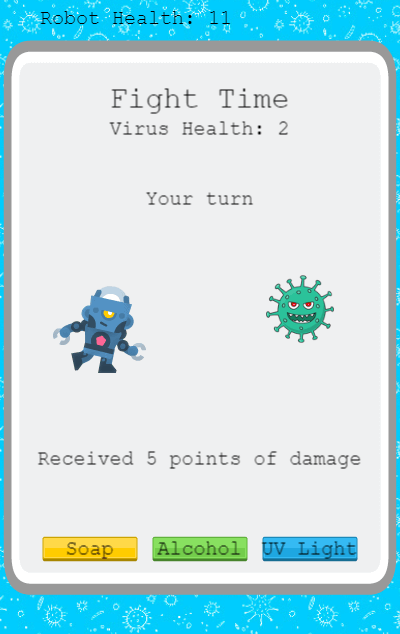 Robot Health: 11
Fight Time
Virus Health: 2
Your turn
Received 5 points of damage
Soap
Alcohol
UV Light